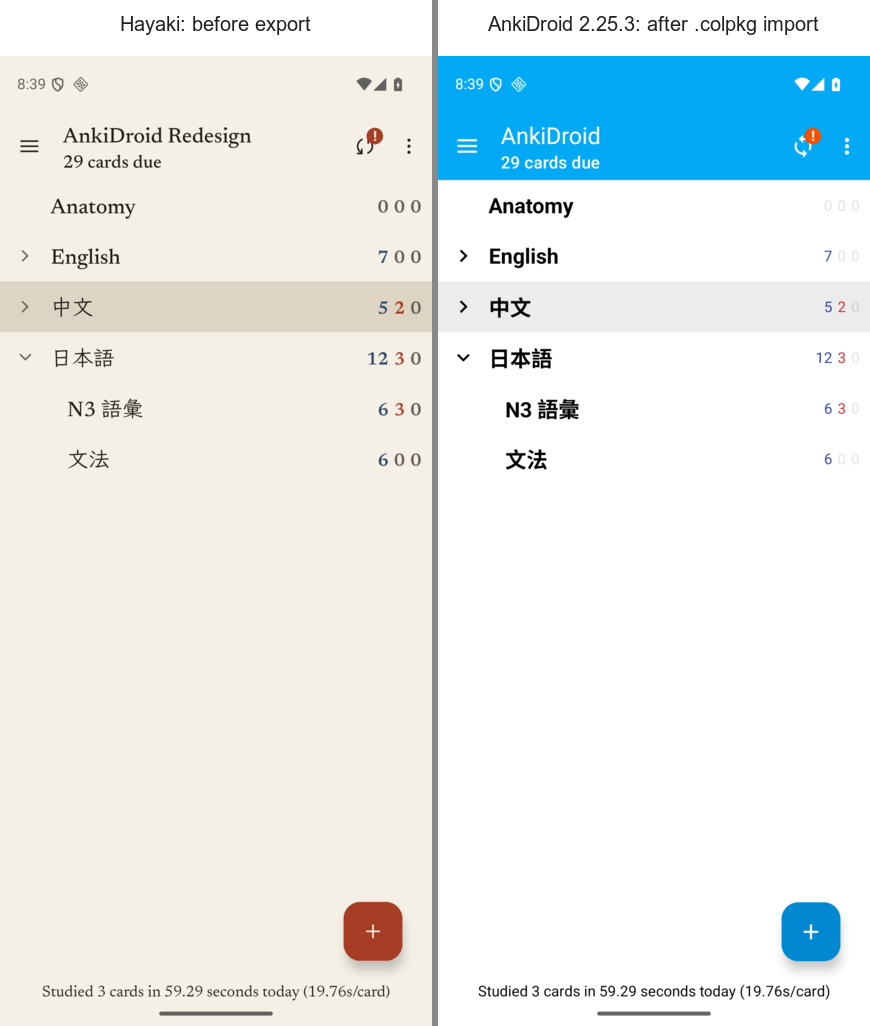 Hayaki: before export
8:39
AnkiDroid Redesign
29 cards due
Anatomy 0 0 0
English 7 0 0
中文 5 2 0
日本語 12 3 0
N3 語彙 6 3 0
文法 6 0 0
Studied 3 cards in 59.29 seconds today (19.76s/card)
AnkiDroid 2.25.3: after .colpkg import
8:39
AnkiDroid
29 cards due
Anatomy 0 0 0
English 7 0 0
中文 5 2 0
日本語 12 3 0
N3 語彙 6 3 0
文法 6 0 0
Studied 3 cards in 59.29 seconds today (19.76s/card)